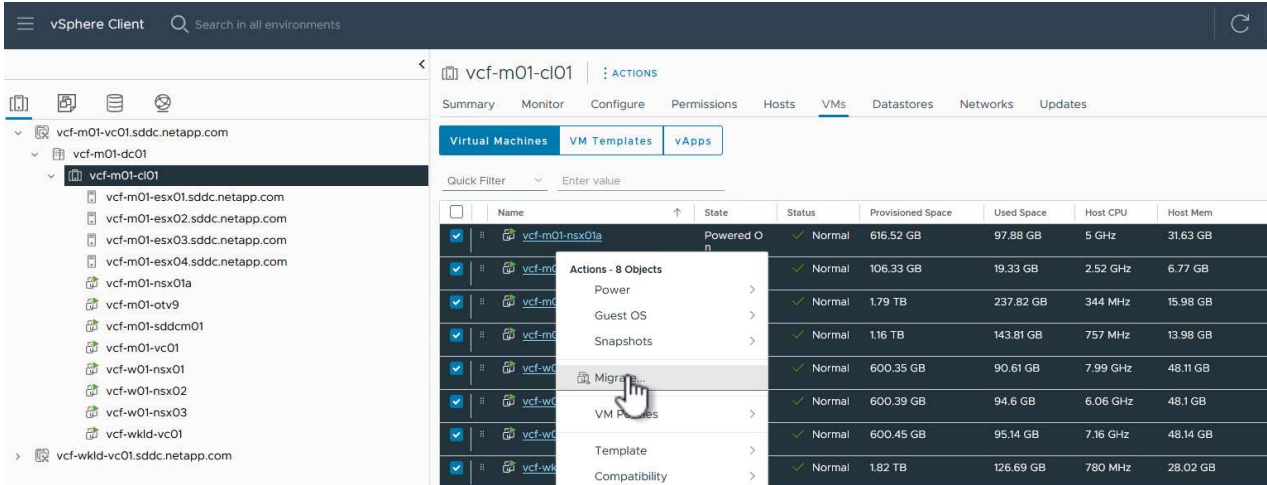 vSphere Client Search in all environments
vcf-m01-vc01.sddc.netapp.com
vcf-m01-dc01
vcf-m01-cl01
vcf-m01-esx01.sddc.netapp.com
vcf-m01-esx02.sddc.netapp.com
vcf-m01-esx03.sddc.netapp.com
vcf-m01-esx04.sddc.netapp.com
vcf-m01-nsx01a
vcf-m01-otv9
vcf-m01-sddcm01
vcf-m01-vc01
vcf-w01-nsx01
vcf-w01-nsx02
vcf-w01-nsx03
vcf-wkld-vc01
vcf-wkld-vc01.sddc.netapp.com
vcf-m01-cl01 ACTIONS
Summary Monitor Configure Permissions Hosts VMs Datastores Networks Updates
Virtual Machines VM Templates vApps
Quick Filter Enter value
Name State Status Provisioned Space Used Space Host CPU Host Mem
vcf-m01-nsx01a Powered O
n Normal 616.52 GB 97.88 GB 5 GHz 31.63 GB
Normal 106.33 GB 19.33 GB 2.52 GHz 6.77 GB
Normal 1.79 TB 237.82 GB 344 MHz 15.98 GB
Normal 1.16 TB 143.81 GB 757 MHz 13.98 GB
Normal 600.35 GB 90.61 GB 7.99 GHz 48.11 GB
Normal 600.39 GB 94.6 GB 6.06 GHz 48.1 GB
Normal 600.45 GB 95.14 GB 7.16 GHz 48.14 GB
Normal 1.82 TB 126.69 GB 780 MHz 28.02 GB
Actions - 8 Objects
Power
Guest OS
Snapshots
Migrate...
VM Policies
Template
Compatibility